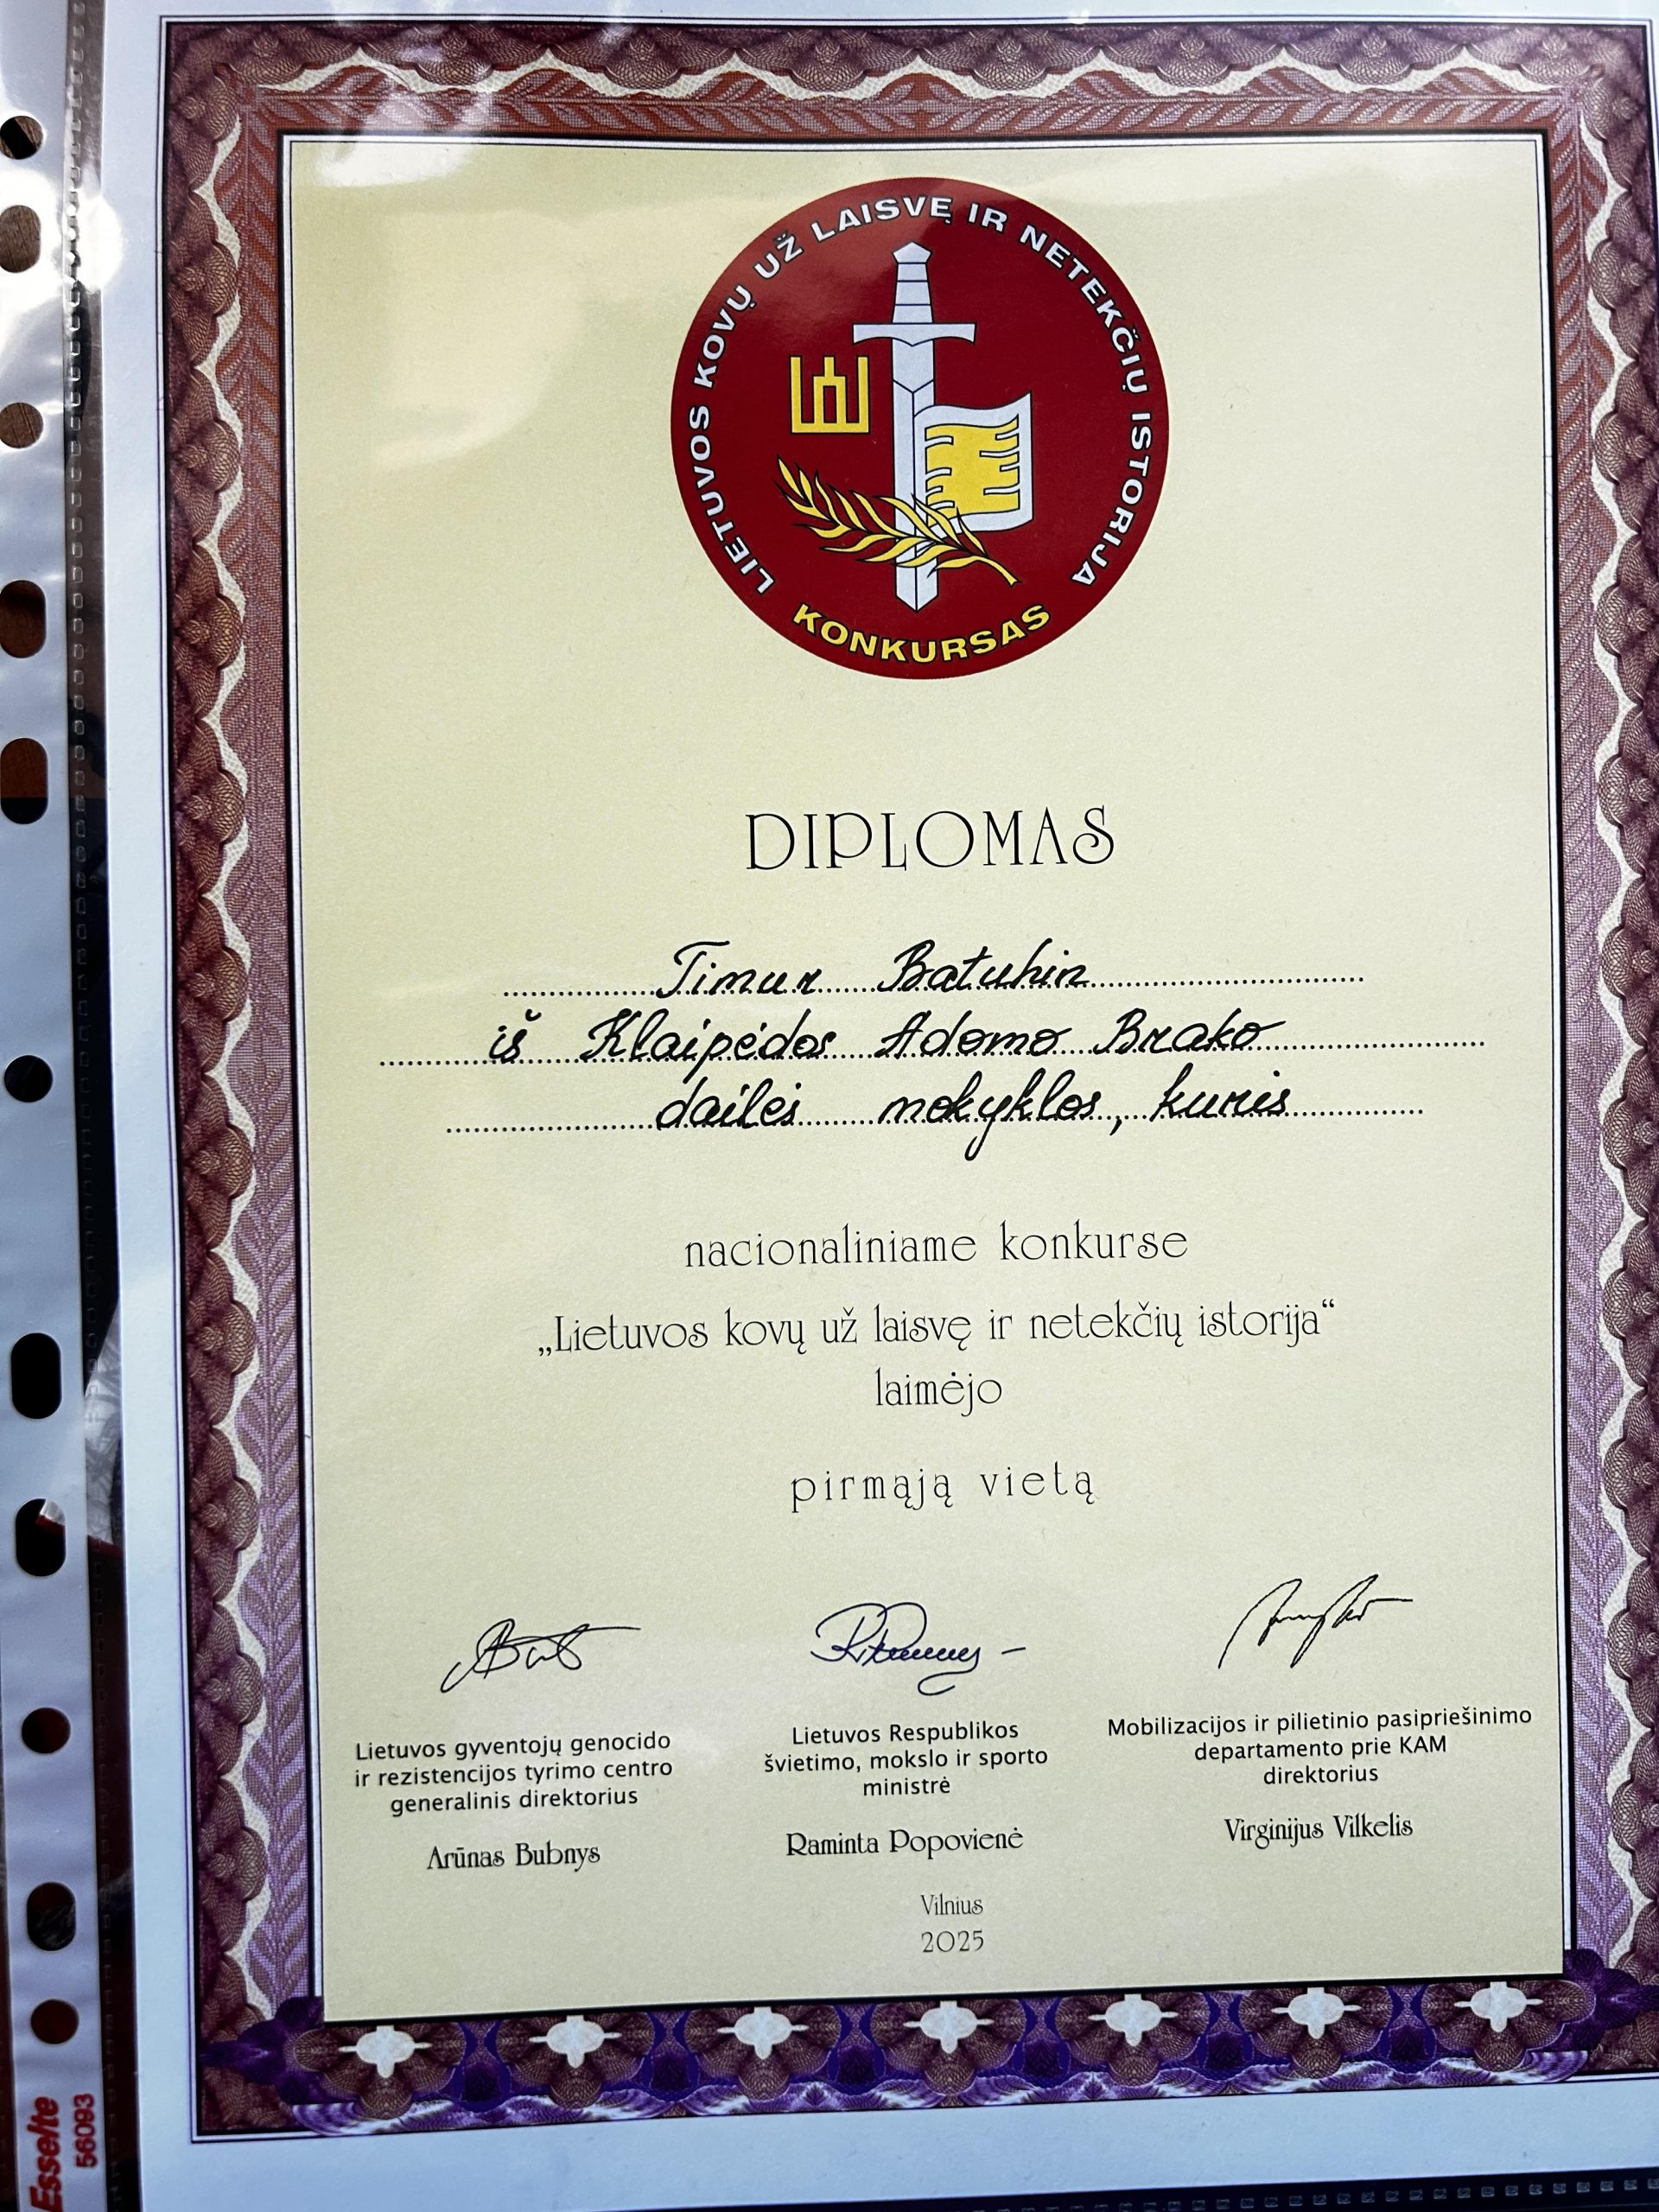 LIETUVOS KOVŲ UŽ LAISVĘ IR NETEKČIŲ ISTORIJA
KONKURSAS
DIPLOMAS
Timur Batuhin
iš Klaipėdos Adomo Brako
dailės mokyklos, kuris
nacionaliniame konkurse
„Lietuvos kovų už laisvę ir netekčių istorija“
laimėjo
pirmąją vietą
Lietuvos gyventojų genocido
ir rezistencijos tyrimo centro
generalinis direktorius
Arūnas Bubnys
Lietuvos Respublikos
švietimo, mokslo ir sporto
ministrė
Raminta Popovienė
Mobilizacijos ir pilietinio pasipriešinimo
departamento prie KAM
direktorius
Virginijus Vilkelis
Vilnius
2025
Esselte
56093